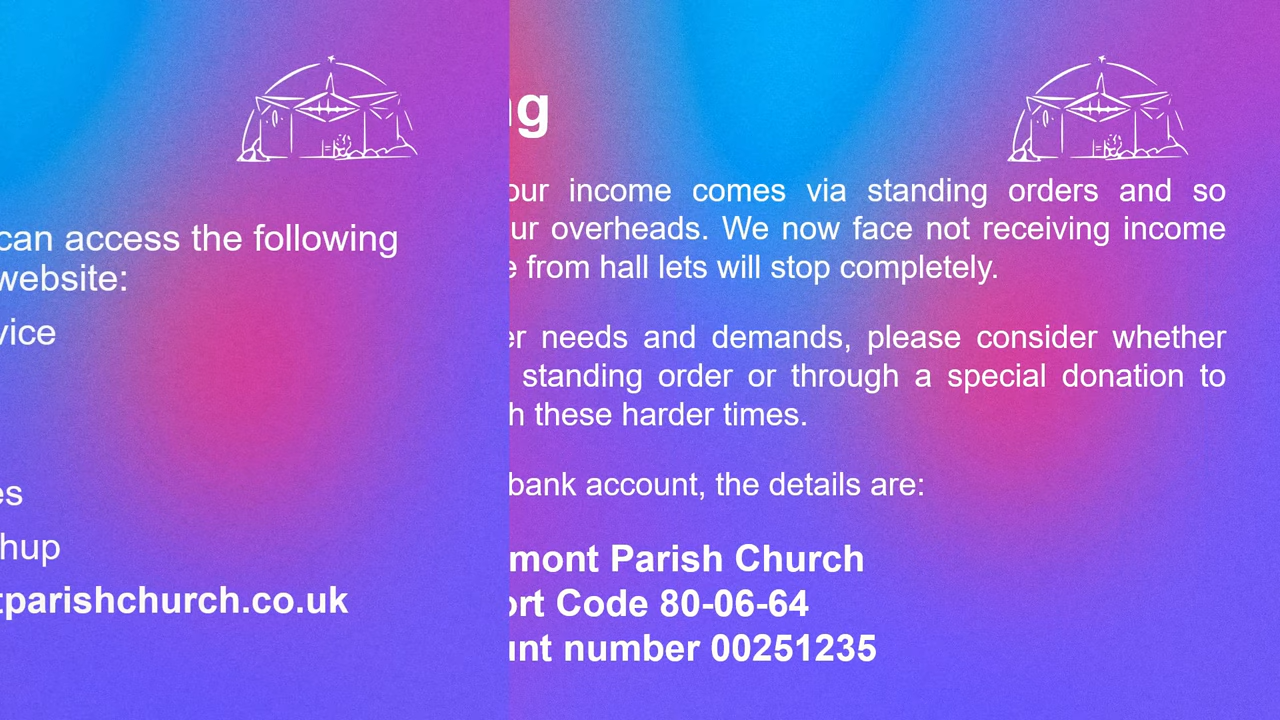 can access the following
website:
vice
es
hup
tparishchurch.co.uk
ng
our income comes via standing orders and so
ur overheads. We now face not receiving income
e from hall lets will stop completely.
er needs and demands, please consider whether
standing order or through a special donation to
h these harder times.
bank account, the details are:
mont Parish Church
ort Code 80-06-64
unt number 00251235